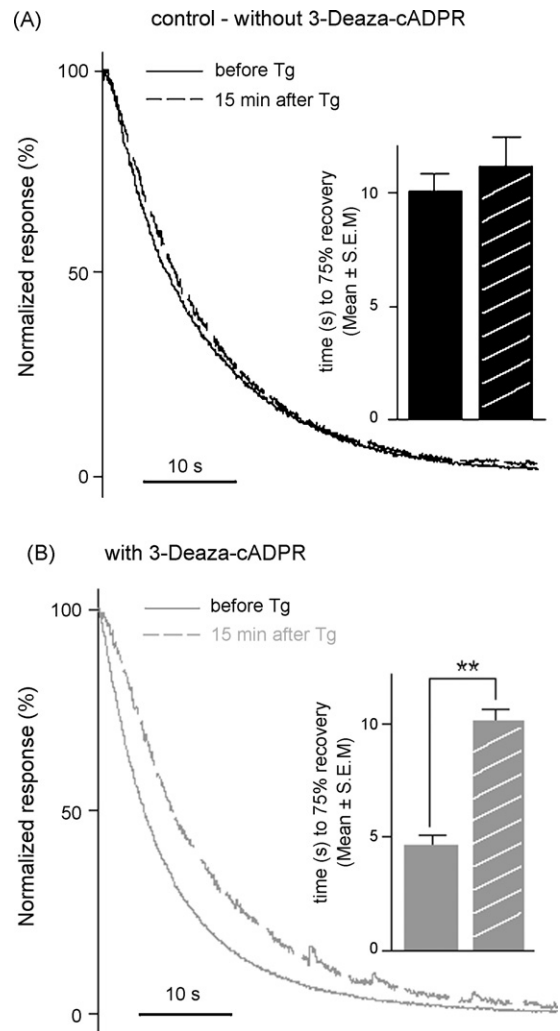 (A) control - without 3-Deaza-cADPR
before Tg
15 min after Tg
Normalized response (%)
100
50
0
10 s
time (s) to 75% recovery
(Mean ± S.E.M)
10
5
0
(B) with 3-Deaza-cADPR
before Tg
15 min after Tg
Normalized response (%)
100
50
0
10 s
time (s) to 75% recovery
(Mean ± S.E.M)
10
5
0
**